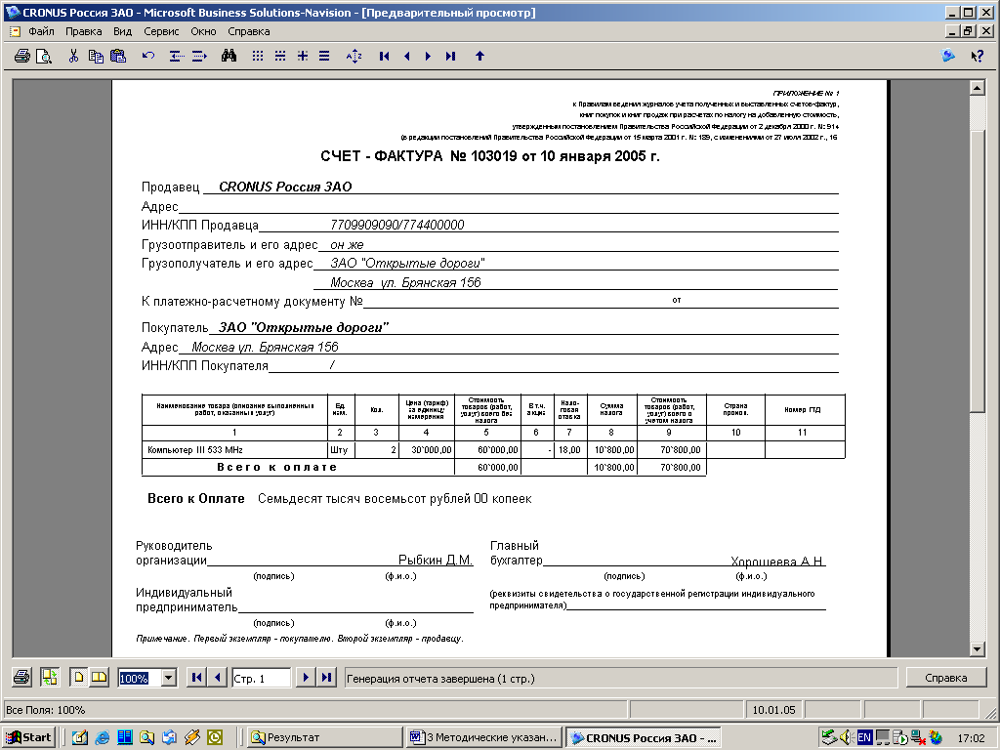 CRONUS Россия ЗАО - Microsoft Business Solutions-Navision - [Предварительный просмотр]
Файл Правка Вид Сервис Окно Справка
ПРИЛОЖЕНИЕ № 1
к Правилам ведения журналов учета полученных и выставленных счетов-фактур,
книг покупок и книг продаж при расчетах по налогу на добавленную стоимость,
утвержденным постановлением Правительства Российской Федерации от 2 декабря 2000 г. N: 914
(в редакции постановлений Правительства Российской Федерации от 15 марта 2001 г. N: 189, с изменениями от 27 июля 2002 г., 16
СЧЕТ - ФАКТУРА № 103019 от 10 января 2005 г.
Продавец CRONUS Россия ЗАО
Адрес
ИНН/КПП Продавца 7709909090/774400000
Грузоотправитель и его адрес он же
Грузополучатель и его адрес ЗАО "Открытые дороги"
Москва ул. Брянская 156
К платежно-расчетному документу № от
Покупатель ЗАО "Открытые дороги"
Адрес Москва ул. Брянская 156
ИНН/КПП Покупателя /
Наименование товара (описание выполненных работ, оказанных услуг) Ед. изм. Кол. Цена (тариф) за единицу измерения Стоимость товаров (работ, услуг) всего без налога В т.ч. акциз Нало-говая ставка Сумма налога Стоимость товаров (работ, услуг) всего с учетом налога Страна происх. Номер ГТД
1 2 3 4 5 6 7 8 9 10 11
Компьютер III 533 MHz Шту 2 30`000,00 60`000,00 - 18,00 10`800,00 70`800,00
Всего к оплате 60`000,00 10`800,00 70`800,00
Всего к Оплате Семьдесят тысяч восемьсот рублей 00 копеек
Руководитель Главный
организации Рыбкин Д.М. бухгалтер Хорошеева А.Н.
(подпись) (ф.и.о.) (подпись) (ф.и.о.)
Индивидуальный (реквизиты свидетельства о государственной регистрации индивидуального
предприниматель предпринимателя)
(подпись) (ф.и.о.)
Примечание. Первый экземпляр - покупателю. Второй экземпляр - продавцу.
100% Стр. 1 Генерация отчета завершена (1 стр.) Справка
Все Поля: 100% 10.01.05
Start Результат 3 Методические указан... CRONUS Россия ЗАО - ... EN 17:02